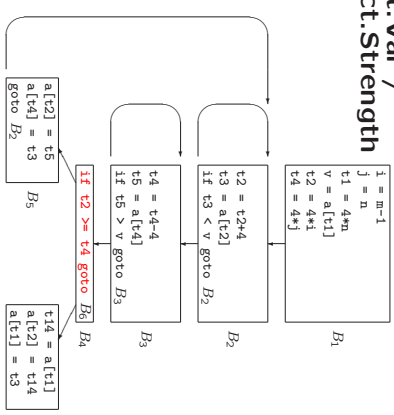 t.Var /
ct.Strength
i = m-1
j = n
t1 = 4*n
v = a[t1]
t2 = 4*i
t4 = 4*j
B1
t2 = t2+4
t3 = a[t2]
if t3 < v goto B2
B2
t4 = t4-4
t5 = a[t4]
if t5 > v goto B3
B3
if t2 >= t4 goto B6
B4
a[t2] = t5
a[t4] = t3
goto B2
B5
t14 = a[t1]
a[t2] = t14
a[t1] = t3